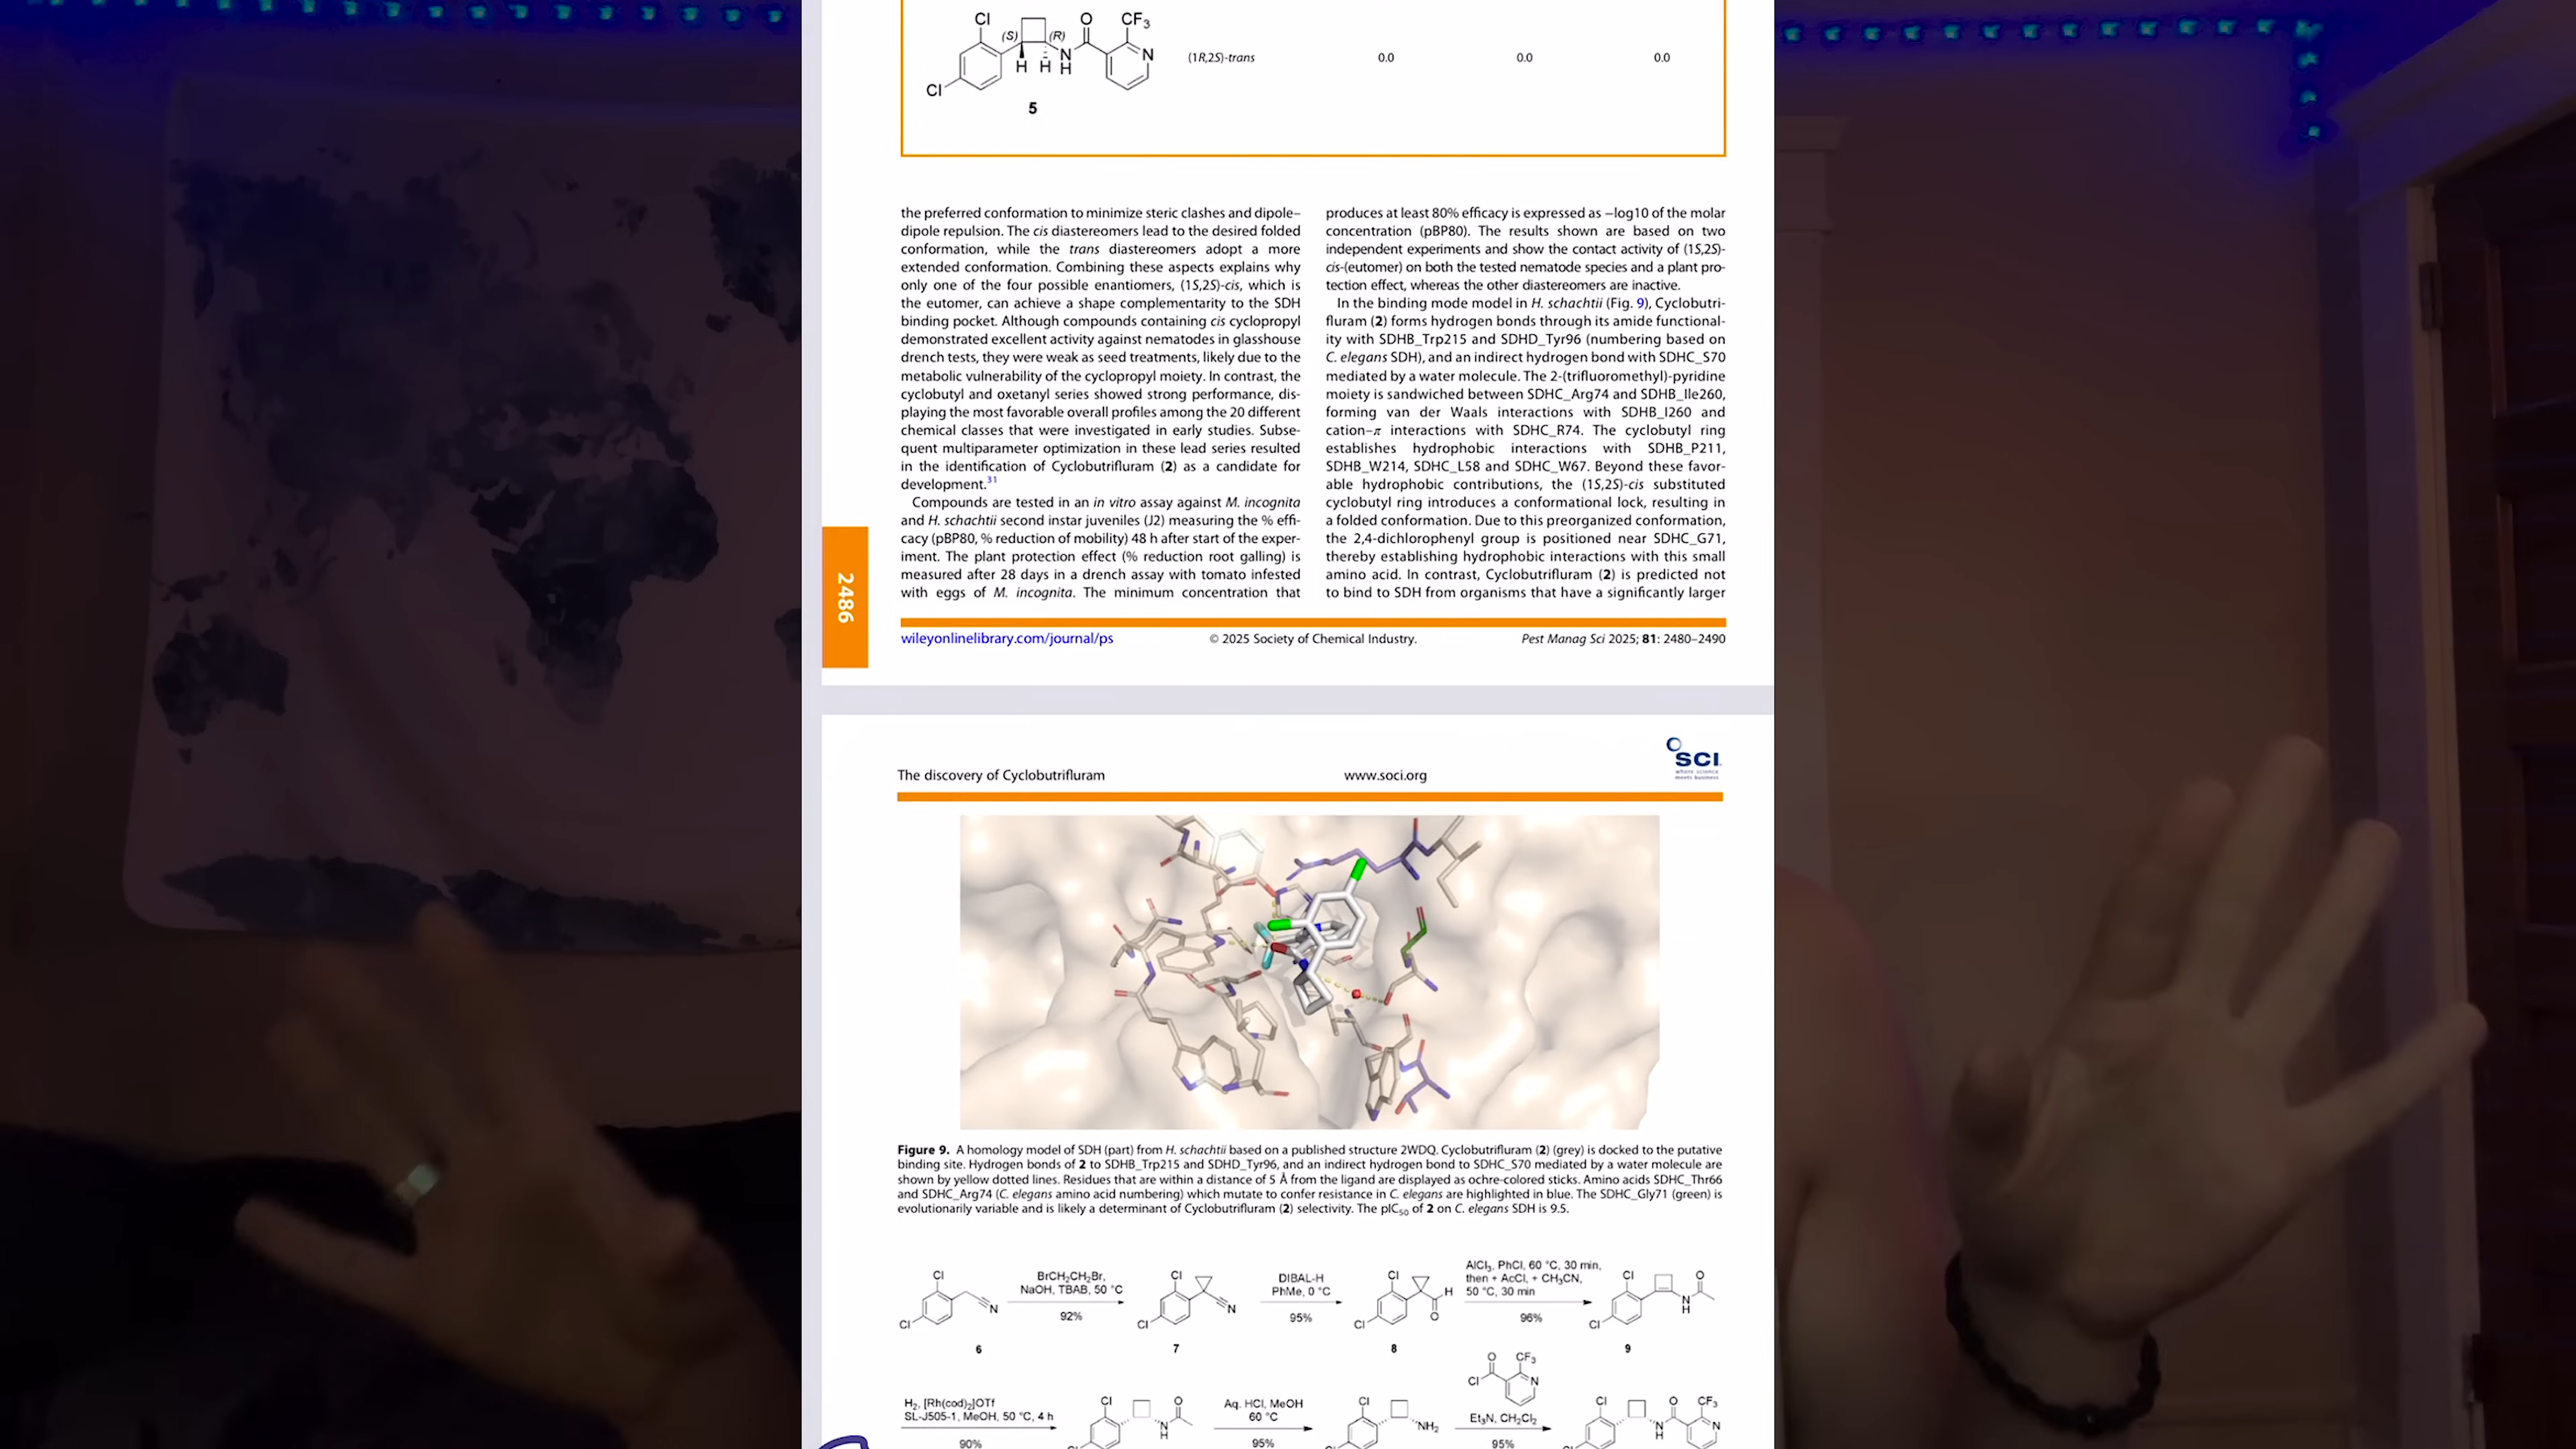 Cl
O
CF3
(S)
(R)
H
H
N
H
N
Cl
5
(1R,2S)-trans
0.0
0.0
0.0
the preferred conformation to minimize steric clashes and dipole–
dipole repulsion. The cis diastereomers lead to the desired folded
conformation, while the trans diastereomers adopt a more
extended conformation. Combining these aspects explains why
only one of the four possible enantiomers, (1S,2S)-cis, which is
the eutomer, can achieve a shape complementarity to the SDH
binding pocket. Although compounds containing cis cyclopropyl
demonstrated excellent activity against nematodes in glasshouse
drench tests, they were weak as seed treatments, likely due to the
metabolic vulnerability of the cyclopropyl moiety. In contrast, the
cyclobutyl and oxetanyl series showed strong performance, dis-
playing the most favorable overall profiles among the 20 different
chemical classes that were investigated in early studies. Subse-
quent multiparameter optimization in these lead series resulted
in the identification of Cyclobutrifluram (2) as a candidate for
development.31
Compounds are tested in an in vitro assay against M. incognita
and H. schachtii second instar juveniles (J2) measuring the % effi-
cacy (pBP80, % reduction of mobility) 48 h after start of the exper-
iment. The plant protection effect (% reduction root galling) is
measured after 28 days in a drench assay with tomato infested
with eggs of M. incognita. The minimum concentration that
produces at least 80% efficacy is expressed as −log10 of the molar
concentration (pBP80). The results shown are based on two
independent experiments and show the contact activity of (1S,2S)-
cis-(eutomer) on both the tested nematode species and a plant pro-
tection effect, whereas the other diastereomers are inactive.
In the binding mode model in H. schachtii (Fig. 9), Cyclobutri-
fluram (2) forms hydrogen bonds through its amide functional-
ity with SDHB_Trp215 and SDHD_Tyr96 (numbering based on
C. elegans SDH), and an indirect hydrogen bond with SDHC_S70
mediated by a water molecule. The 2-(trifluoromethyl)-pyridine
moiety is sandwiched between SDHC_Arg74 and SDHB_Ile260,
forming van der Waals interactions with SDHB_I260 and
cation–π interactions with SDHC_R74. The cyclobutyl ring
establishes hydrophobic interactions with SDHB_P211,
SDHB_W214, SDHC_L58 and SDHC_W67. Beyond these favor-
able hydrophobic contributions, the (1S,2S)-cis substituted
cyclobutyl ring introduces a conformational lock, resulting in
a folded conformation. Due to this preorganized conformation,
the 2,4-dichlorophenyl group is positioned near SDHC_G71,
thereby establishing hydrophobic interactions with this small
amino acid. In contrast, Cyclobutrifluram (2) is predicted not
to bind to SDH from organisms that have a significantly larger
2486
wileyonlinelibrary.com/journal/ps
© 2025 Society of Chemical Industry.
Pest Manag Sci 2025; 81: 2480–2490
The discovery of Cyclobutrifluram
www.soci.org
SCI
where science
meets business
Figure 9. A homology model of SDH (part) from H. schachtii based on a published structure 2WDQ. Cyclobutrifluram (2) (grey) is docked to the putative
binding site. Hydrogen bonds of 2 to SDHB_Trp215 and SDHD_Tyr96, and an indirect hydrogen bond to SDHC_S70 mediated by a water molecule are
shown by yellow dotted lines. Residues that are within a distance of 5 Å from the ligand are displayed as ochre-colored sticks. Amino acids SDHC_Thr66
and SDHC_Arg74 (C. elegans amino acid numbering) which mutate to confer resistance in C. elegans are highlighted in blue. The SDHC_Gly71 (green) is
evolutionarily variable and is likely a determinant of Cyclobutrifluram (2) selectivity. The pIC50 of 2 on C. elegans SDH is 9.5.
Cl
N
Cl
6
BrCH2CH2Br,
NaOH, TBAB, 50 °C
92%
Cl
N
Cl
7
DIBAL-H
PhMe, 0 °C
95%
Cl
H
O
Cl
8
AlCl3, PhCl, 60 °C, 30 min,
then + AcCl, + CH3CN,
50 °C, 30 min
96%
Cl
O
N
H
Cl
9
H2, [Rh(cod)2]OTf
SL-J505-1, MeOH, 50 °C, 4 h
90%
Cl
O
N
H
Aq. HCl, MeOH
60 °C
95%
Cl
NH2
O
CF3
Cl
N
Et3N, CH2Cl2
95%
Cl
O
CF3
N
H
N